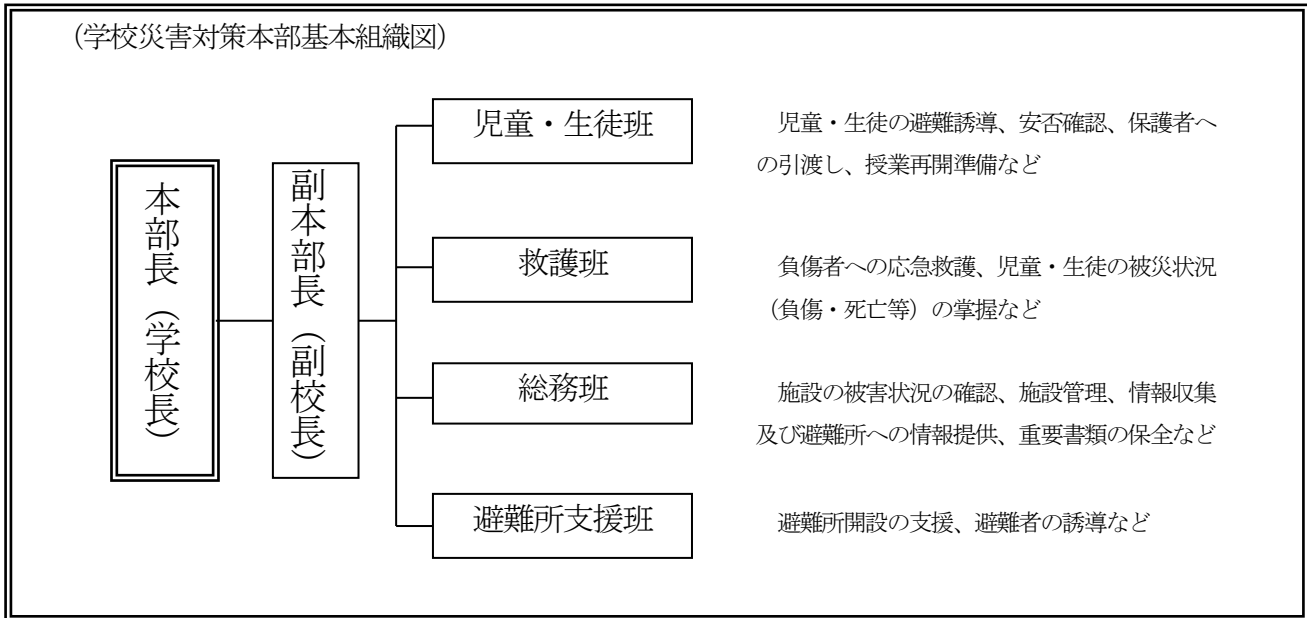 (学校災害対策本部基本組織図)
本部長(学校長)
副本部長(副校長)
児童・生徒班
児童・生徒の避難誘導、安否確認、保護者へ
の引渡し、授業再開準備など
救護班
負傷者への応急救護、児童・生徒の被災状況
(負傷・死亡等)の掌握など
総務班
施設の被害状況の確認、施設管理、情報収集
及び避難所への情報提供、重要書類の保全など
避難所支援班
避難所開設の支援、避難者の誘導など